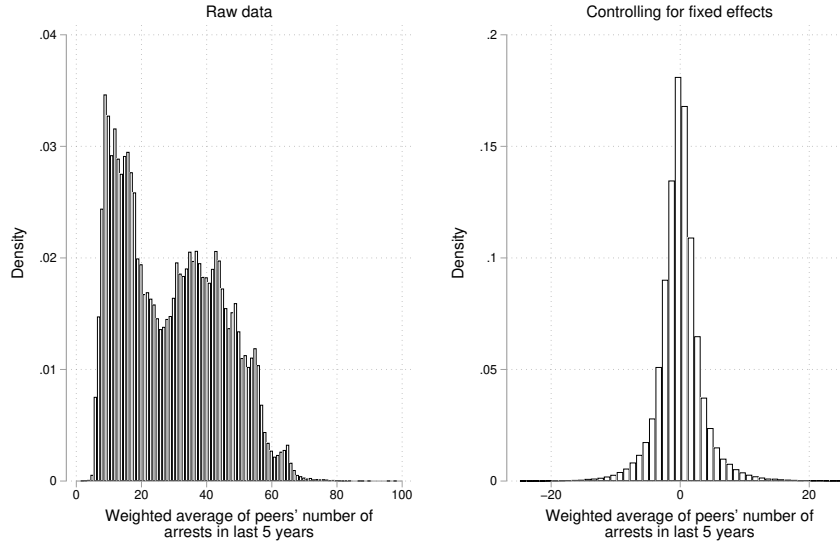 Raw data
.04
.03
.02
.01
0
Density
0 20 40 60 80 100
Weighted average of peers' number of
arrests in last 5 years
Controlling for fixed effects
.2
.15
.1
.05
0
Density
−20 0 20
Weighted average of peers' number of
arrests in last 5 years